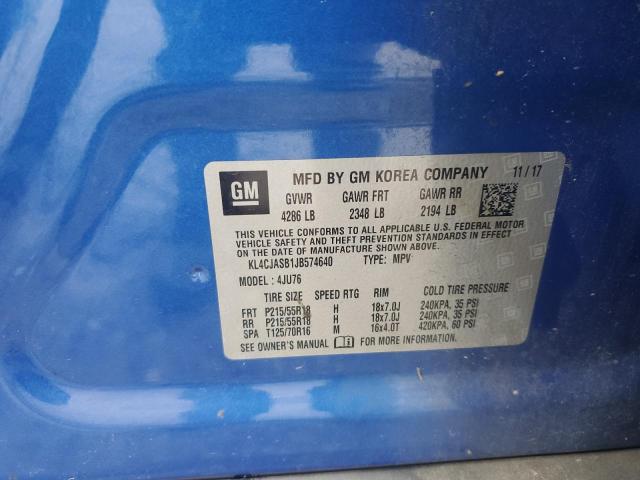 GM
MFD BY GM KOREA COMPANY 11/17
GVWR GAWR FRT GAWR RR
4286 LB 2348 LB 2194 LB
THIS VEHICLE CONFORMS TO ALL APPLICABLE U.S. FEDERAL MOTOR
VEHICLE SAFETY AND THEFT PREVENTION STANDARDS IN EFFECT ON
THE DATE OF MANUFACTURE SHOWN ABOVE.
KL4CJASB1JB574640 TYPE: MPV
MODEL: 4JU76
TIRE SIZE SPEED RTG RIM COLD TIRE PRESSURE
FRT P215/55R18 H 18x7.0J 240KPA, 35 PSI
RR P215/55R18 H 18x7.0J 240KPA, 35 PSI
SPA T125/70R16 M 16x4.0T 420KPA, 60 PSI
SEE OWNER'S MANUAL FOR MORE INFORMATION.